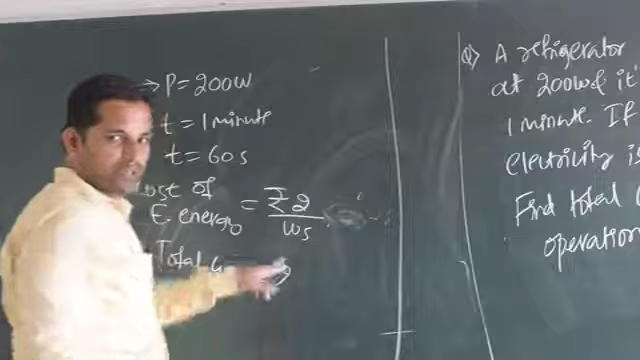 → P = 200W
t = 1 minute
t = 60 s
Cost of
E. energy = ₹2/Ws
Total
Q) A refrigerator
at 200W & it
1 minute. If
electricity is
Find total
operation